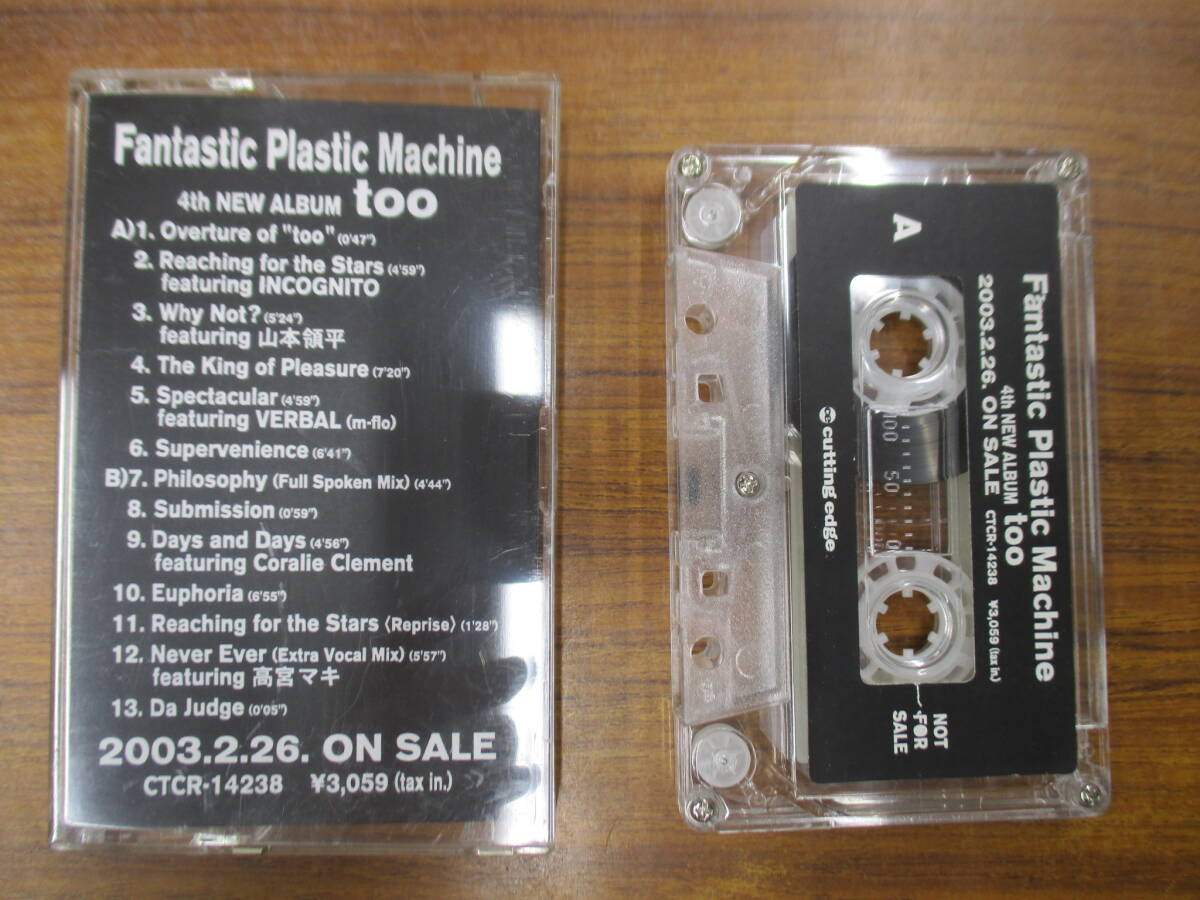 Fantastic Plastic Machine
4th NEW ALBUM too
A)1. Overture of "too" (0'47")
2. Reaching for the Stars (4'59")
featuring INCOGNITO
3. Why Not? (5'24")
featuring 山本領平
4. The King of Pleasure (7'20")
5. Spectacular (4'59")
featuring VERBAL (m-flo)
6. Supervenience (6'41")
B)7. Philosophy (Full Spoken Mix) (4'44")
8. Submission (0'59")
9. Days and Days (4'56")
featuring Coralie Clement
10. Euphoria (6'55")
11. Reaching for the Stars〈Reprise〉(1'28")
12. Never Ever (Extra Vocal Mix) (5'57")
featuring 高宮マキ
13. Da Judge (0'05")
2003.2.26. ON SALE
CTCR-14238 ¥3,059 (tax in.)
A
Fantastic Plastic Machine
4th NEW ALBUM too
2003.2.26. ON SALE CTCR-14238 ¥3,059 (tax in.)
100 50 0
ce cutting edge
NOT
FOR
SALE